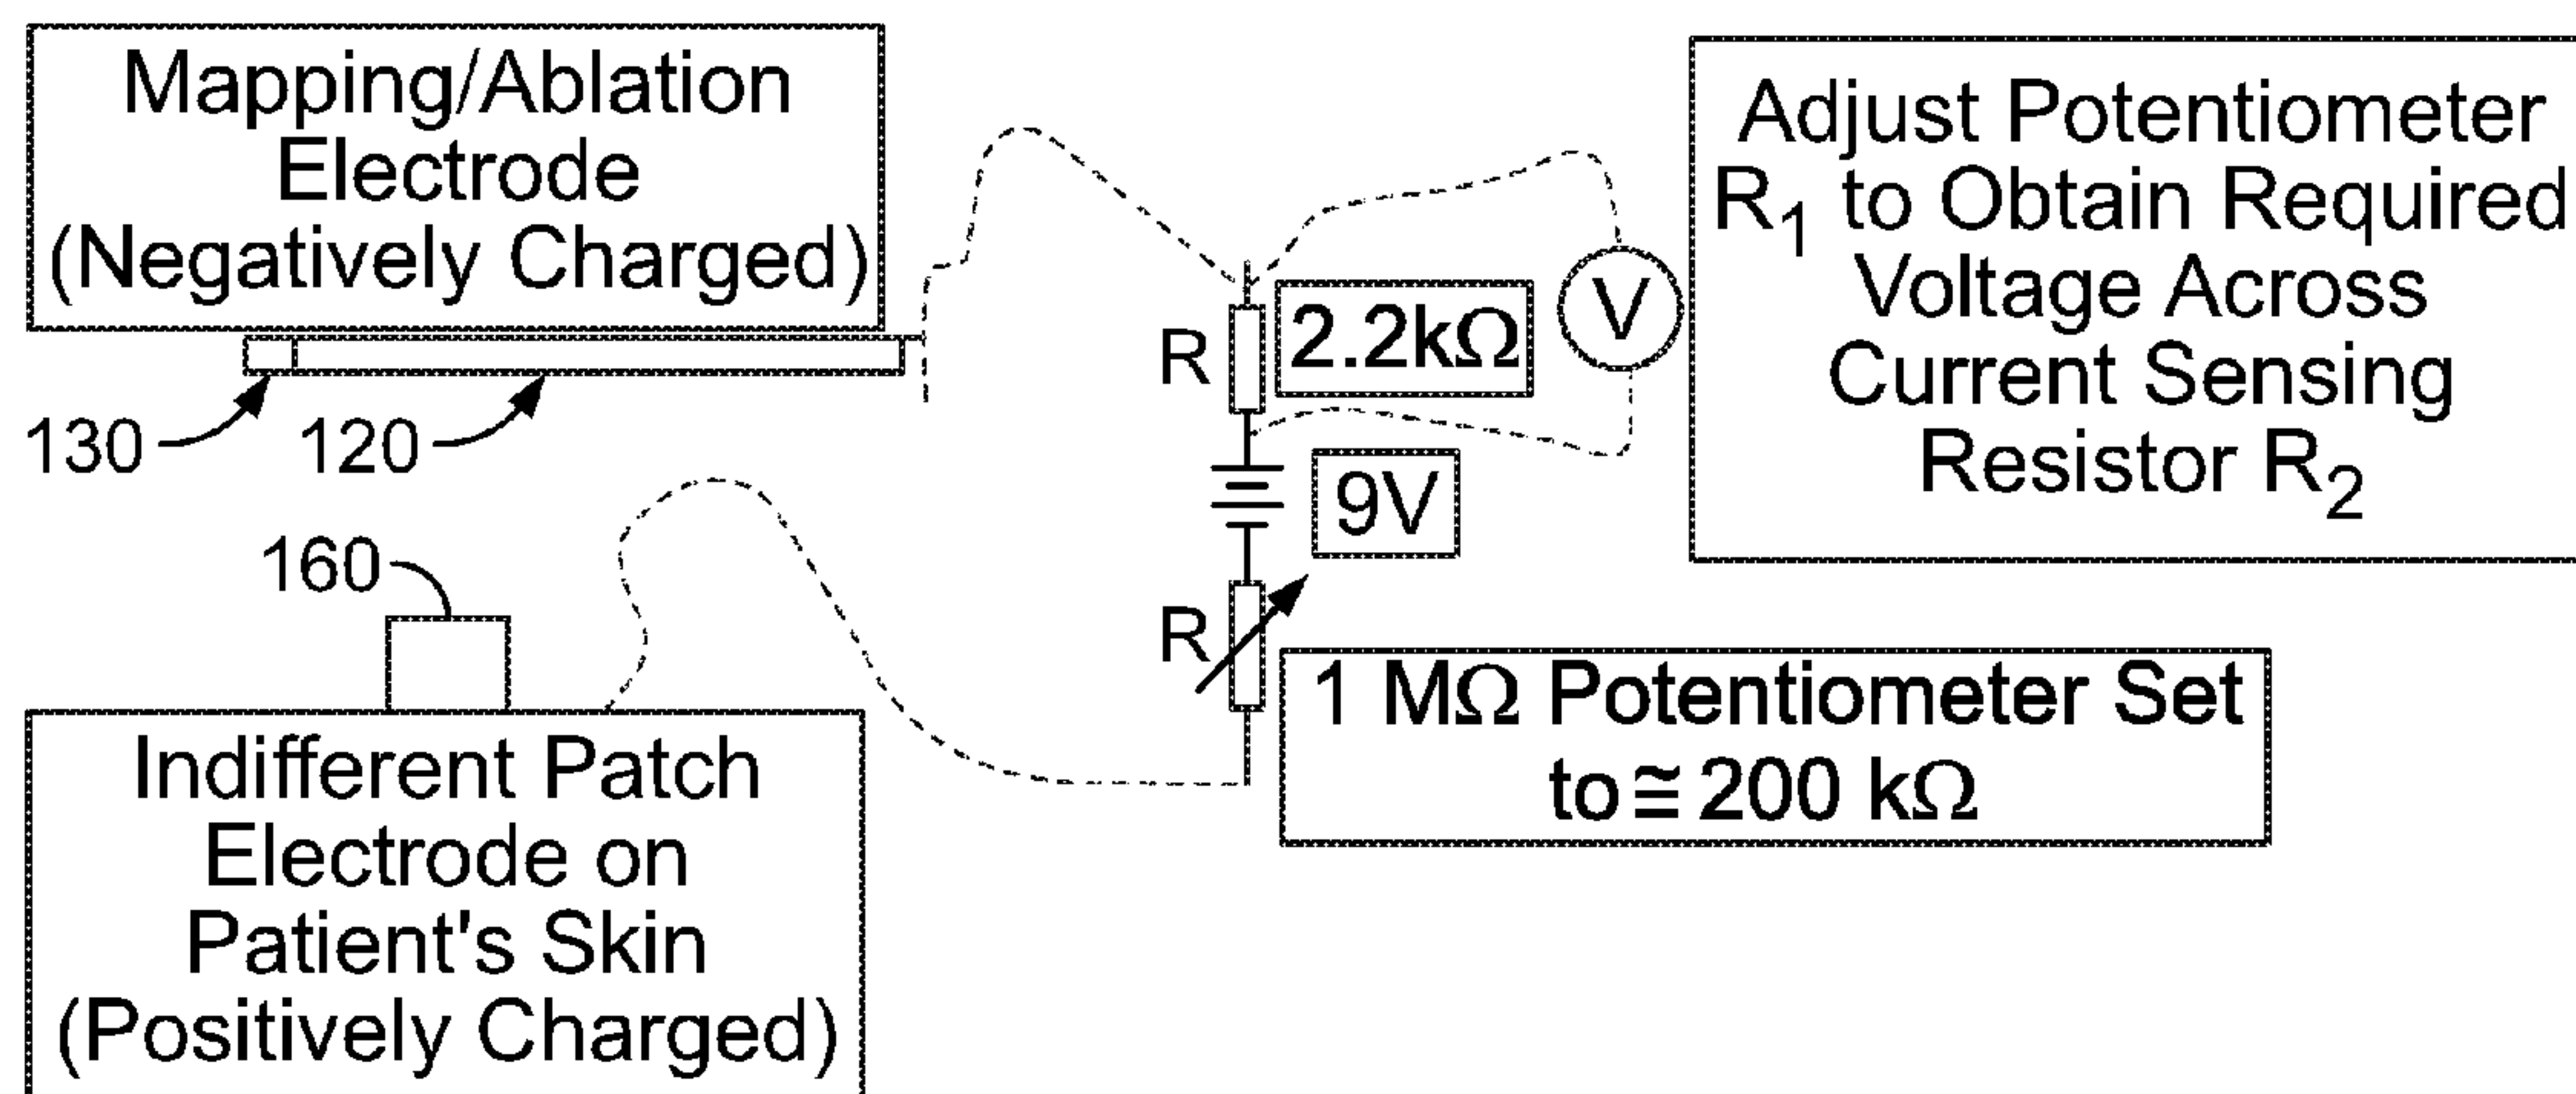 Mapping/Ablation
Electrode
(Negatively Charged)
130
120
160
Indifferent Patch
Electrode on
Patient's Skin
(Positively Charged)
R
2.2kΩ
V
9V
R
1 MΩ Potentiometer Set
to ≅ 200 kΩ
Adjust Potentiometer
R₁ to Obtain Required
Voltage Across
Current Sensing
Resistor R₂